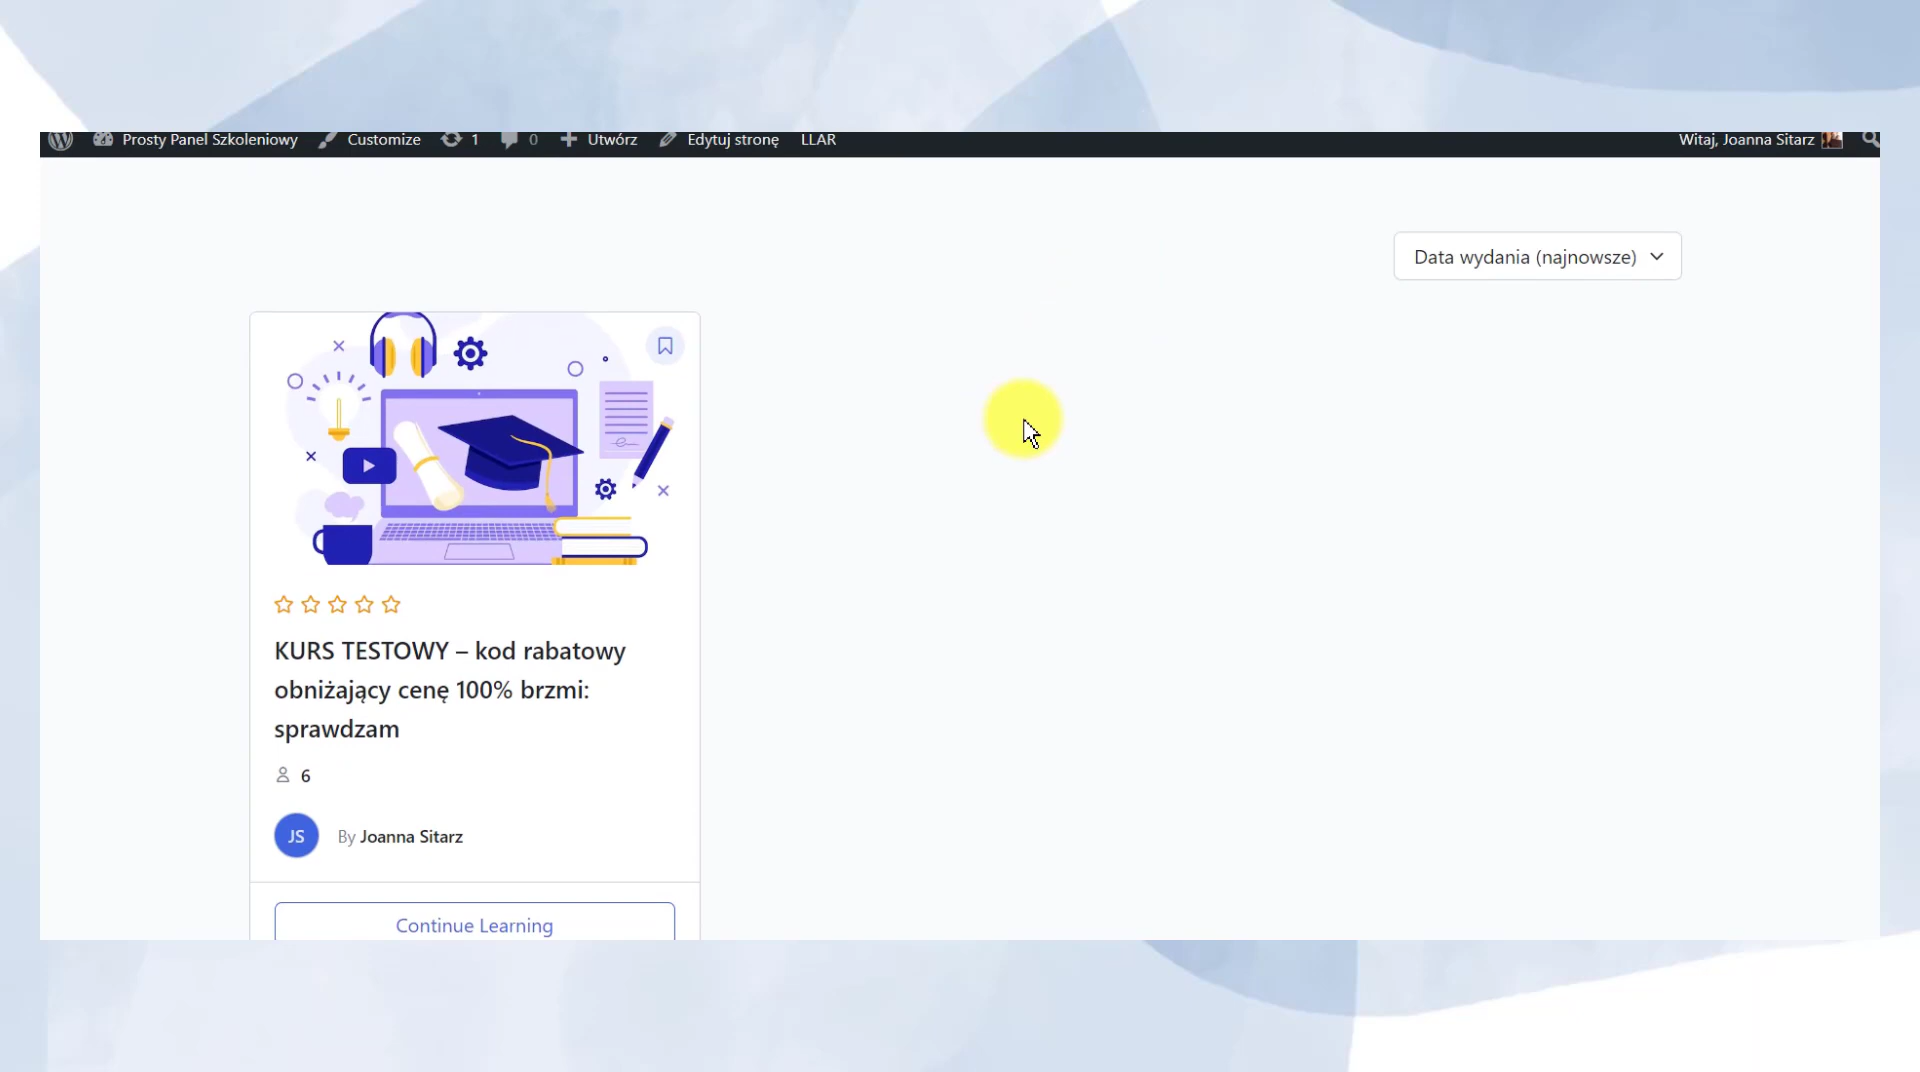 Prosty Panel Szkoleniowy Customize 1 0 Utwórz Edytuj stronę LLAR Witaj, Joanna Sitarz
Data wydania (najnowsze)
KURS TESTOWY – kod rabatowy
obniżający cenę 100% brzmi:
sprawdzam
6
JS By Joanna Sitarz
Continue Learning